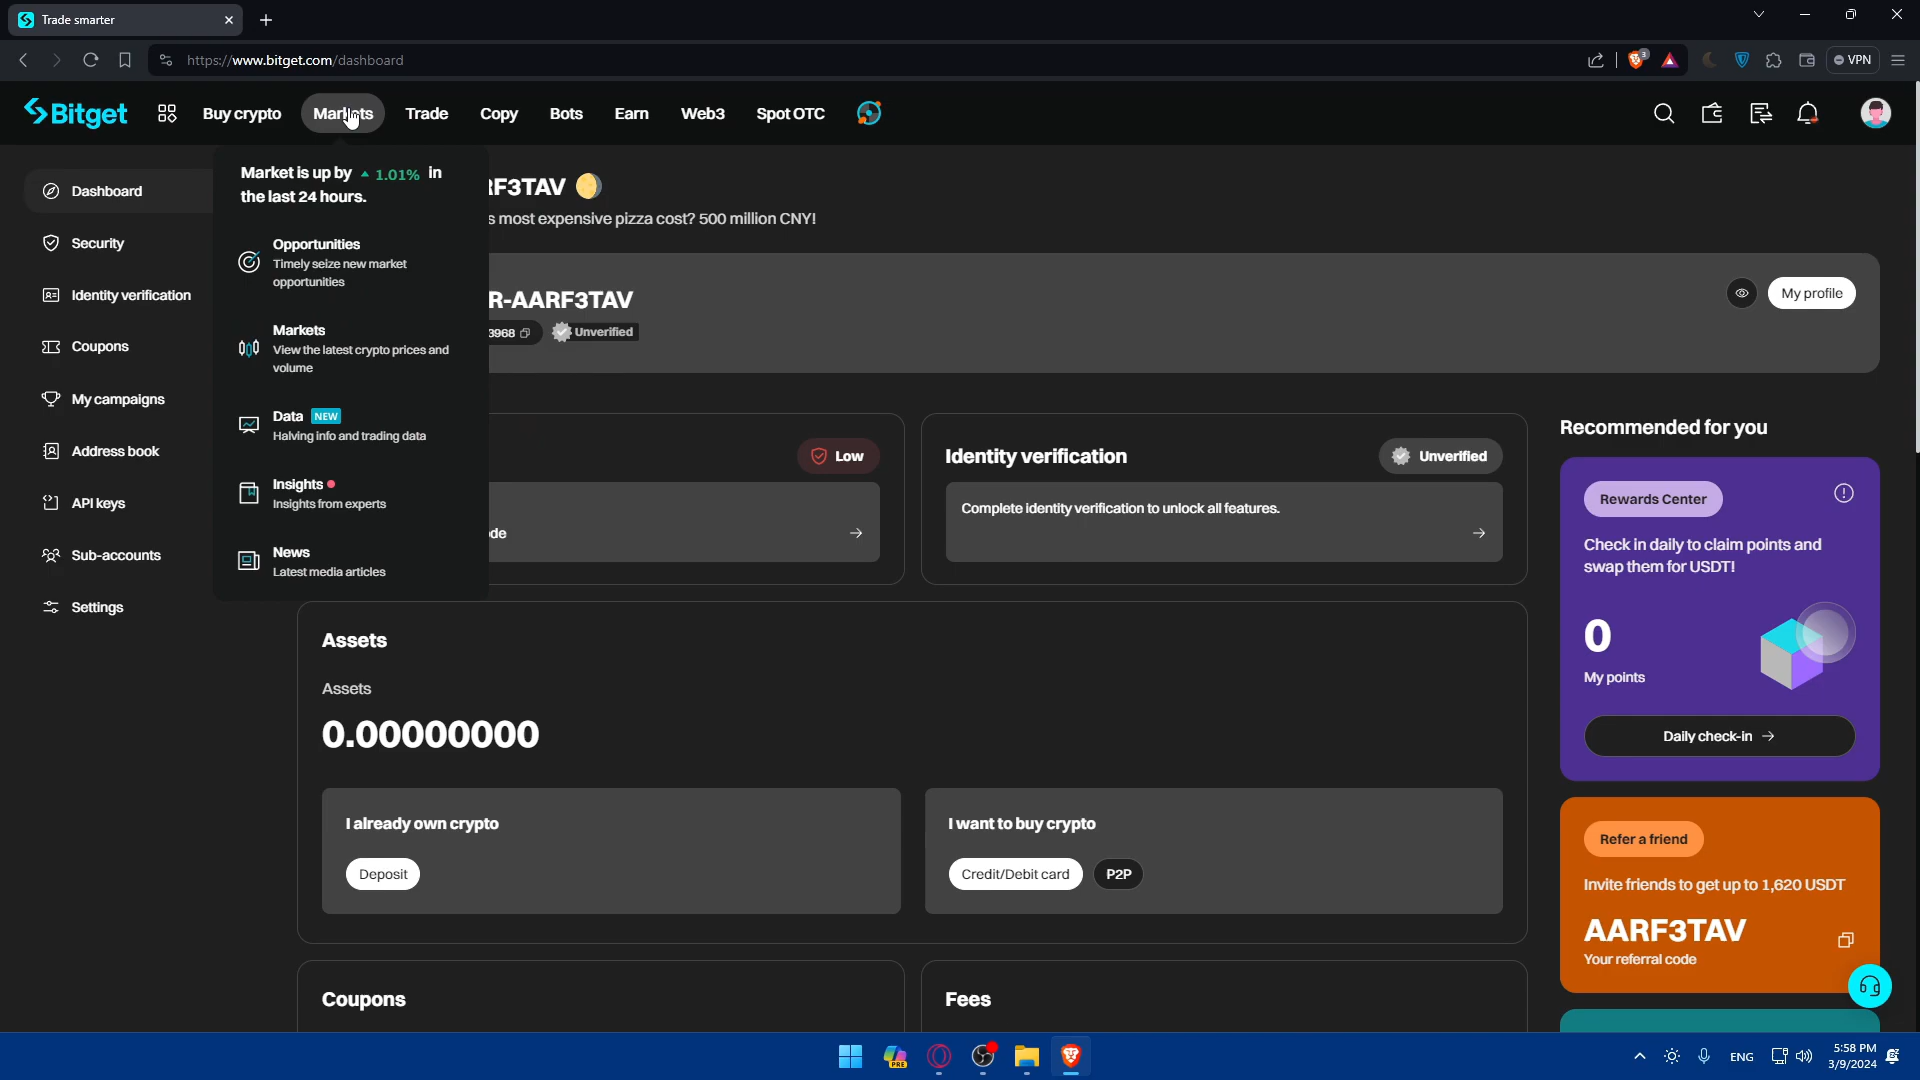 Trade smarter
https://www.bitget.com/dashboard
3
VPN
Bitget
Buy crypto
Markets
Trade
Copy
Bots
Earn
Web3
Spot OTC
Dashboard
Security
Identity verification
Coupons
My campaigns
Address book
API keys
Sub-accounts
Settings
Market is up by 1.01% in
the last 24 hours.
Opportunities
Timely seize new market
opportunities
Markets
View the latest crypto prices and
volume
Data NEW
Halving info and trading data
Insights
Insights from experts
News
Latest media articles
RF3TAV
s most expensive pizza cost? 500 million CNY!
R-AARF3TAV
3968
Unverified
My profile
Low
de
Identity verification
Unverified
Complete identity verification to unlock all features.
Assets
Assets
0.00000000
I already own crypto
Deposit
I want to buy crypto
Credit/Debit card
P2P
Coupons
Fees
Recommended for you
Rewards Center
Check in daily to claim points and
swap them for USDT!
0
My points
Daily check-in
Refer a friend
Invite friends to get up to 1,620 USDT
AARF3TAV
Your referral code
PRE
ENG
5:58 PM
3/9/2024